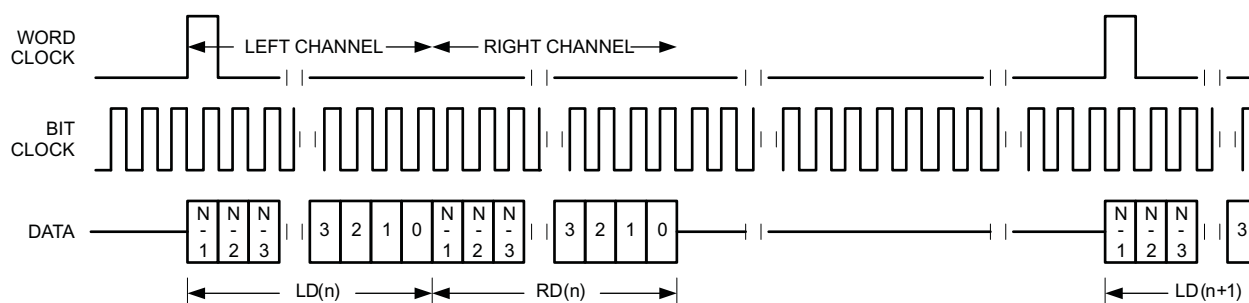 WORD
CLOCK
LEFT CHANNEL
RIGHT CHANNEL
BIT
CLOCK
DATA
N-1 N-2 N-3 3 2 1 0 N-1 N-2 N-3 3 2 1 0 N-1 N-2 N-3 3
LD(n)
RD(n)
LD(n+1)